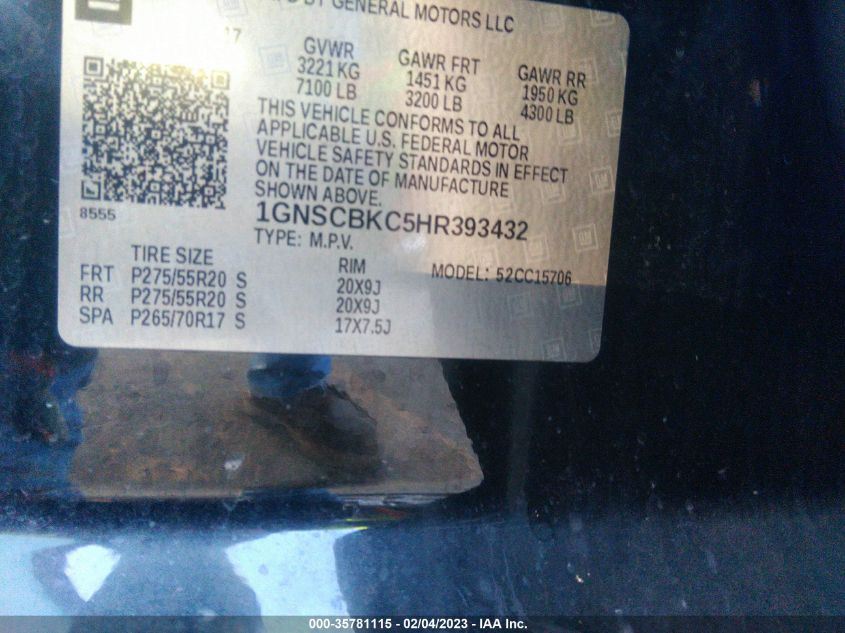 BY GENERAL MOTORS LLC
17
GVWR GAWR FRT GAWR RR
3221 KG 1451 KG 1950 KG
7100 LB 3200 LB 4300 LB
THIS VEHICLE CONFORMS TO ALL
APPLICABLE U.S. FEDERAL MOTOR
VEHICLE SAFETY STANDARDS IN EFFECT
ON THE DATE OF MANUFACTURE
SHOWN ABOVE.
8555
1GNSCBKC5HR393432
TYPE: M.P.V.
MODEL: 52CC15706
TIRE SIZE RIM
FRT P275/55R20 S 20X9J
RR P275/55R20 S 20X9J
SPA P265/70R17 S 17X7.5J
000-35781115 - 02/04/2023 - IAA Inc.